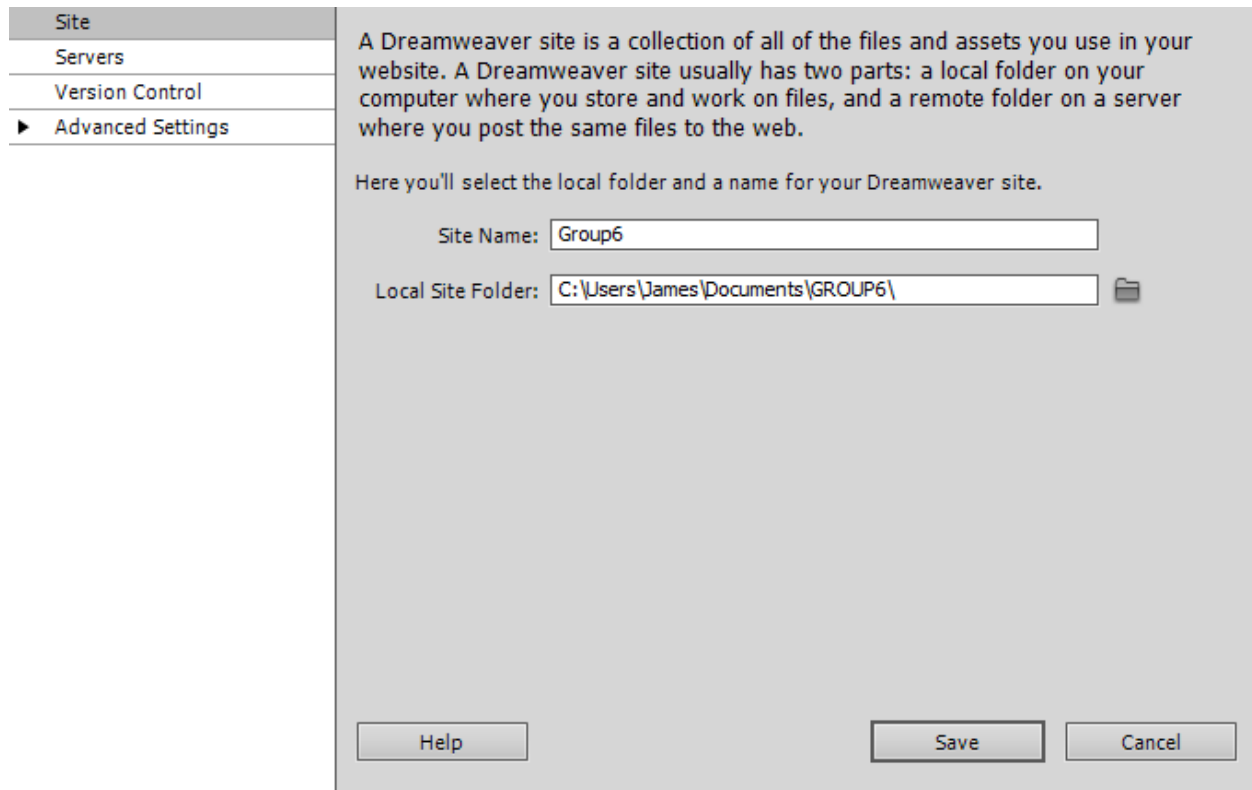 Site
Servers
Version Control
Advanced Settings
A Dreamweaver site is a collection of all of the files and assets you use in your
website. A Dreamweaver site usually has two parts: a local folder on your
computer where you store and work on files, and a remote folder on a server
where you post the same files to the web.
Here you'll select the local folder and a name for your Dreamweaver site.
Site Name: Group6
Local Site Folder: C:\Users\James\Documents\GROUP6\
Help Save Cancel